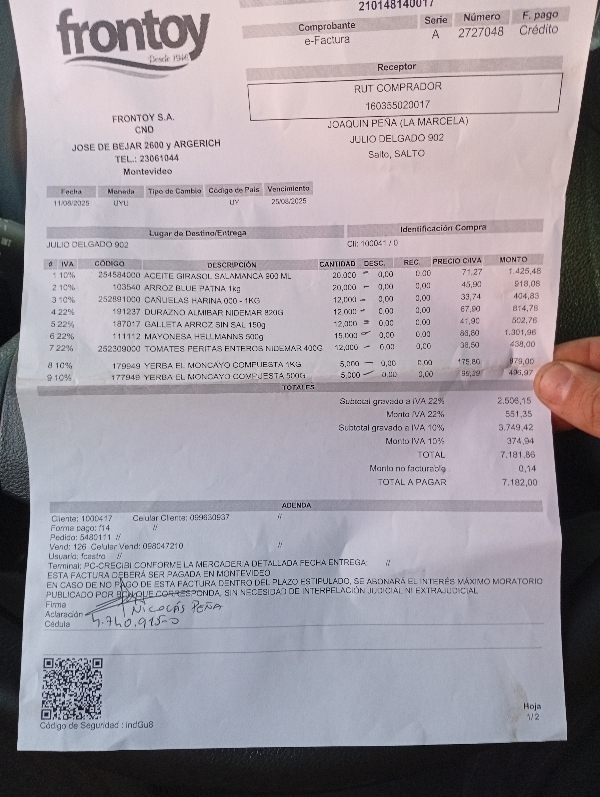 frontoy
Desde 1940
210148140017
Comprobante Serie Número F. pago
e-Factura A 2727048 Crédito
Receptor
RUT COMPRADOR
160355020017
FRONTOY S.A.
CND
JOSE DE BEJAR 2600 y ARGERICH
TEL.: 23061044
Montevideo
JOAQUIN PEÑA (LA MARCELA)
JULIO DELGADO 902
Salto, SALTO
Fecha Moneda Tipo de Cambio Código de País Vencimiento
11/08/2025 UYU UY 25/08/2025
Lugar de Destino/Entrega Identificación Compra
JULIO DELGADO 902 Cli: 100041 / 0
# IVA CÓDIGO DESCRIPCIÓN CANTIDAD DESC. REC. PRECIO C/IVA MONTO
1 10% 254584000 ACEITE GIRASOL SALAMANCA 900 ML 20,000 0,00 0,00 71,27 1.425,48
2 10% 103540 ARROZ BLUE PATNA 1kg 20,000 0,00 0,00 45,90 918,08
3 10% 252891000 CAÑUELAS HARINA 000 - 1KG 12,000 0,00 0,00 33,74 404,83
4 22% 191237 DURAZNO ALMIBAR NIDEMAR 820G 12,000 0,00 0,00 67,90 814,78
5 22% 187017 GALLETA ARROZ SIN SAL 150g 12,000 0,00 0,00 41,90 502,76
6 22% 111112 MAYONESA HELLMANNS 500g 15,000 0,00 0,00 86,80 1.301,96
7 22% 252309000 TOMATES PERITAS ENTEROS NIDEMAR 400G 12,000 0,00 0,00 36,50 438,00
8 10% 179949 YERBA EL MONCAYO COMPUESTA 1KG 5,000 0,00 0,00 175,80 879,00
9 10% 177949 YERBA EL MONCAYO COMPUESTA 500G 5,000 0,00 0,00 99,39 496,97
TOTALES
Subtotal gravado a IVA 22% 2.506,15
Monto IVA 22% 551,35
Subtotal gravado a IVA 10% 3.749,42
Monto IVA 10% 374,94
TOTAL 7.181,86
Monto no facturable 0,14
TOTAL A PAGAR 7.182,00
ADENDA
Cliente: 1000417 Celular Cliente: 099630937 //
Forma pago: f14 //
Pedido: 5480111 //
Vend: 126 Celular Vend: 098047210 //
Usuario: fcastro //
Terminal: PC-CRECIBI CONFORME LA MERCADERIA DETALLADA FECHA ENTREGA: //
ESTA FACTURA DEBERÁ SER PAGADA EN MONTEVIDEO
EN CASO DE NO PAGO DE ESTA FACTURA DENTRO DEL PLAZO ESTIPULADO, SE ABONARÁ EL INTERÉS MÁXIMO MORATORIO
PUBLICADO POR BCU QUE CORRESPONDA, SIN NECESIDAD DE INTERPELACIÓN JUDICIAL NI EXTRAJUDICIAL
Firma
Aclaración NICOLÁS PEÑA
Cédula 4.740.915-0
Código de Seguridad : indGu8
Hoja
1/2